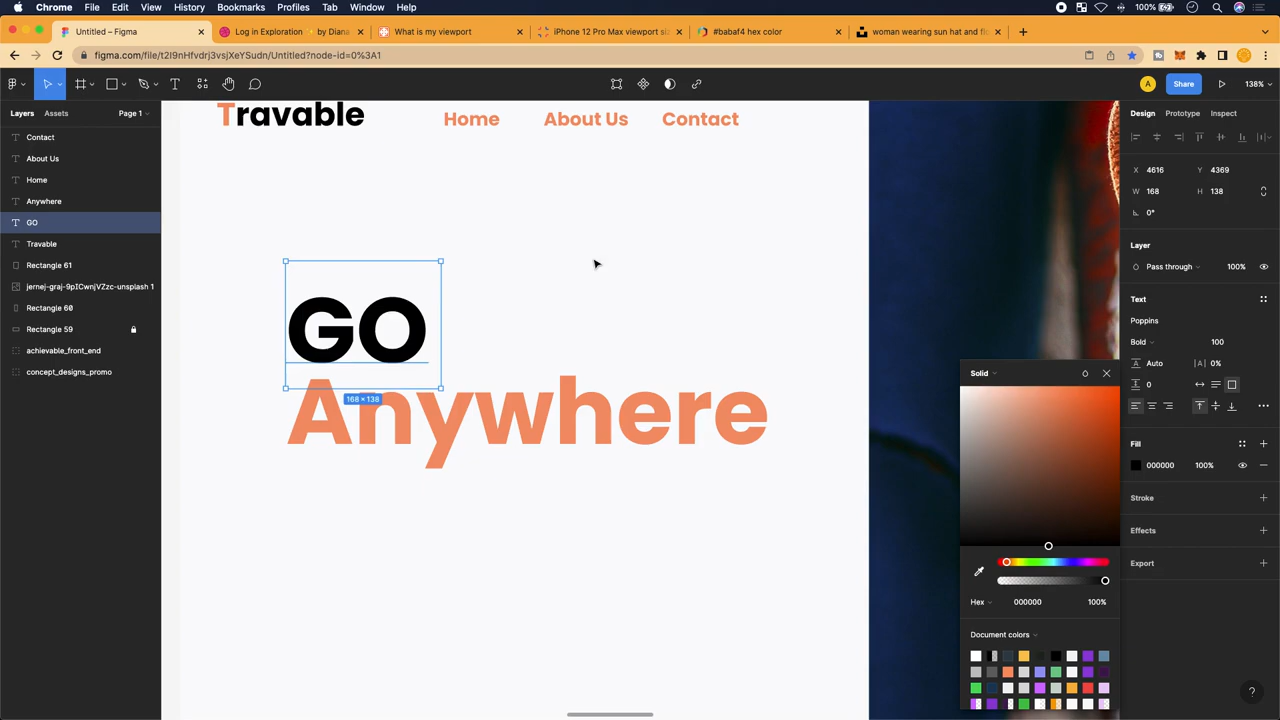 Chrome File Edit View History Bookmarks Profiles Tab Window Help 100%
Untitled – Figma Log in Exploration by Diana What is my viewport iPhone 12 Pro Max viewport si #babaf4 hex color woman wearing sun hat and fl
figma.com/file/t2I9nHfvdrj3vsjXeYSudn/Untitled?node-id=0%3A1
A Share 138%
Layers Assets Page 1
Design Prototype Inspect
Contact
About Us
Home
Anywhere
GO
Travable
Rectangle 61
jernej-graj-9pICwnjVZzc-unsplash 1
Rectangle 60
Rectangle 59
achievable_front_end
concept_designs_promo
Travable Home About Us Contact
GO
168 × 138
Anywhere
X 4616 Y 4369
W 168 H 138
0°
Layer
Pass through 100%
Text
Poppins
Bold 100
Auto |A| 0%
0
Fill
000000 100%
Stroke
Effects
Export
Solid
Hex 000000 100%
Document colors
?